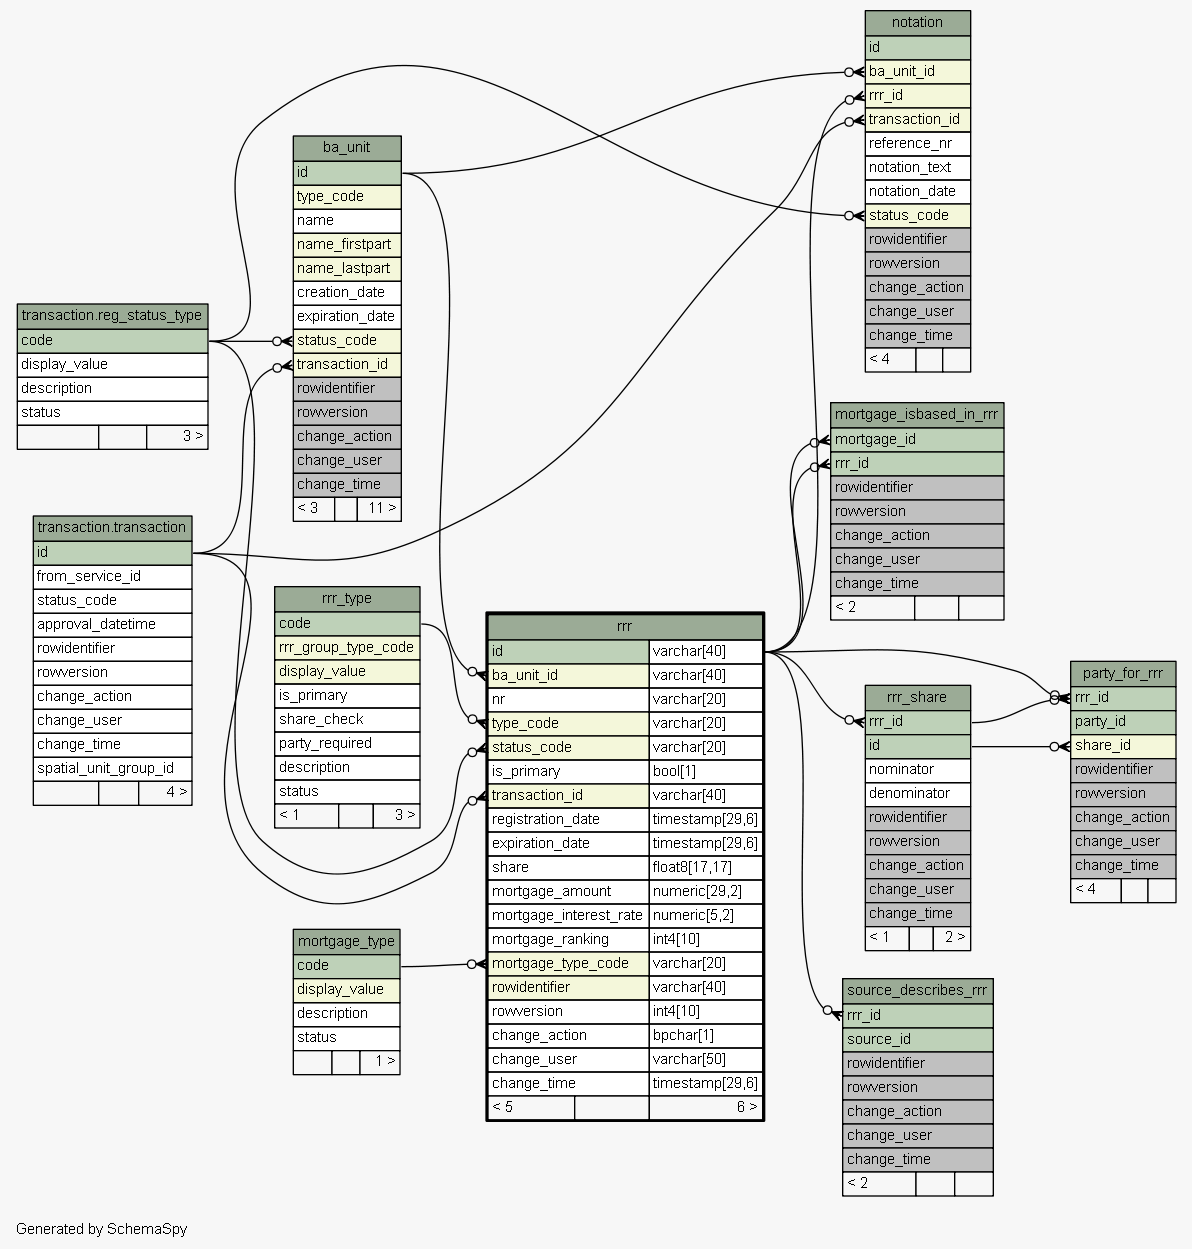 notation
id
ba_unit_id
rrr_id
transaction_id
reference_nr
notation_text
notation_date
status_code
rowidentifier
rowversion
change_action
change_user
change_time
< 4
ba_unit
id
type_code
name
name_firstpart
name_lastpart
creation_date
expiration_date
status_code
transaction_id
rowidentifier
rowversion
change_action
change_user
change_time
< 3 11 >
transaction.reg_status_type
code
display_value
description
status
3 >
mortgage_isbased_in_rrr
mortgage_id
rrr_id
rowidentifier
rowversion
change_action
change_user
change_time
< 2
transaction.transaction
id
from_service_id
status_code
approval_datetime
rowidentifier
rowversion
change_action
change_user
change_time
spatial_unit_group_id
4 >
rrr_type
code
rrr_group_type_code
display_value
is_primary
share_check
party_required
description
status
< 1 3 >
rrr
id varchar[40]
ba_unit_id varchar[40]
nr varchar[20]
type_code varchar[20]
status_code varchar[20]
is_primary bool[1]
transaction_id varchar[40]
registration_date timestamp[29,6]
expiration_date timestamp[29,6]
share float8[17,17]
mortgage_amount numeric[29,2]
mortgage_interest_rate numeric[5,2]
mortgage_ranking int4[10]
mortgage_type_code varchar[20]
rowidentifier varchar[40]
rowversion int4[10]
change_action bpchar[1]
change_user varchar[50]
change_time timestamp[29,6]
< 5 6 >
party_for_rrr
rrr_id
party_id
share_id
rowidentifier
rowversion
change_action
change_user
change_time
< 4
rrr_share
rrr_id
id
nominator
denominator
rowidentifier
rowversion
change_action
change_user
change_time
< 1 2 >
mortgage_type
code
display_value
description
status
1 >
source_describes_rrr
rrr_id
source_id
rowidentifier
rowversion
change_action
change_user
change_time
< 2
Generated by SchemaSpy